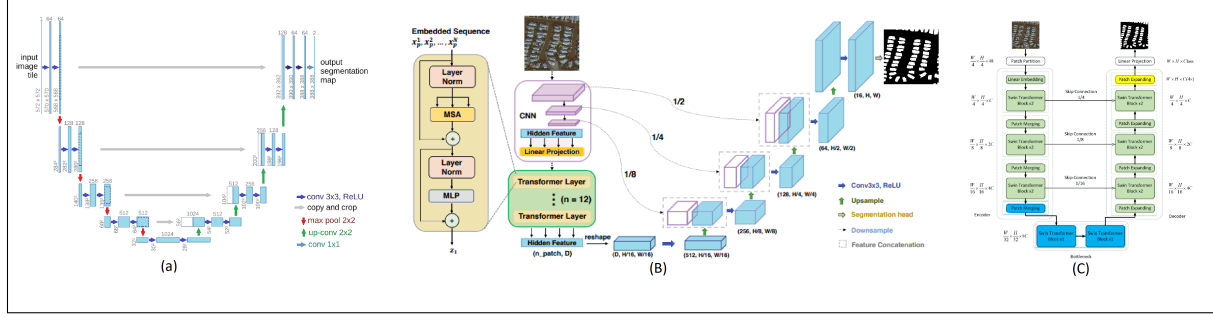 1 64 64
128 64 64 2
input
image
tile
output
segmentation
map
128 128
256 128
256 256
512 256
512 512
1024 512
1024
conv 3x3, ReLU
copy and crop
max pool 2x2
up-conv 2x2
conv 1x1
(a)
Embedded Sequence
Layer
Norm
MSA
+
Layer
Norm
MLP
+
z₁
CNN
Hidden Feature
Linear Projection
Transformer Layer
(n = 12)
Transformer Layer
Hidden Feature
(n_patch, D)
reshape
(D, H/16, W/16)
(512, H/16, W/16)
(256, H/8, W/8)
(128, H/4, W/4)
(64, H/2, W/2)
(16, H, W)
1/2
1/4
1/8
Conv3x3, ReLU
Upsample
Segmentation head
Downsample
Feature Concatenation
(B)
Patch Partition
Linear Embedding
Swin Transformer
Block x2
Patch Merging
Swin Transformer
Block x2
Patch Merging
Swin Transformer
Block x2
Patch Merging
Encoder
Skip Connection
1/4
Skip Connection
1/8
Skip Connection
1/16
Linear Projection
Patch Expanding
Swin Transformer
Block x2
Patch Expanding
Swin Transformer
Block x2
Patch Expanding
Swin Transformer
Block x2
Patch Expanding
Decoder
Swin Transformer
Block x1
Swin Transformer
Block x1
Bottleneck
W × H × Class
(C)